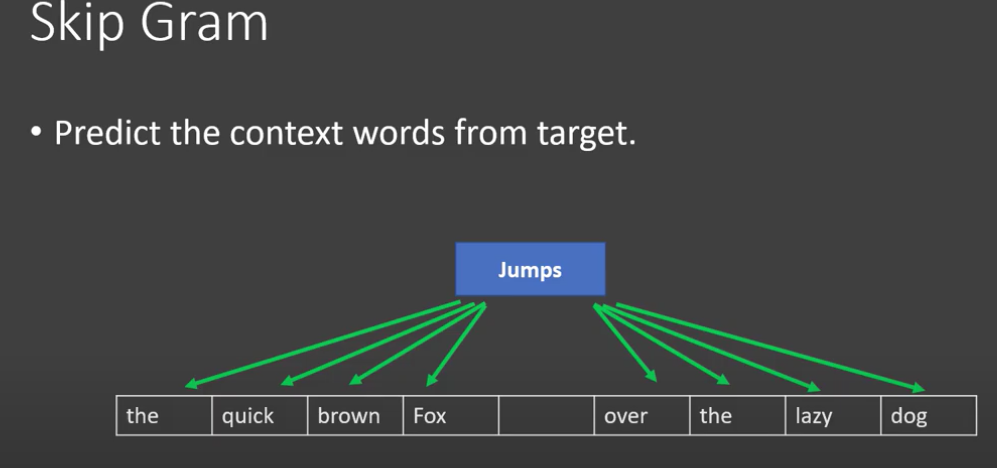 Skip Gram
• Predict the context words from target.
Jumps
the quick brown Fox over the lazy dog